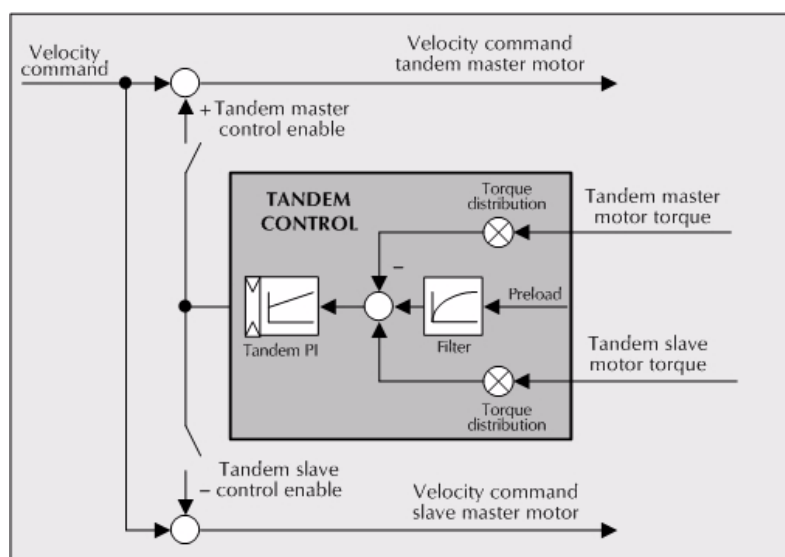 Velocity
command
Velocity command
tandem master motor
+ Tandem master
control enable
TANDEM
CONTROL
Torque
distribution
Tandem master
motor torque
–
Preload
Tandem PI
Filter
Tandem slave
motor torque
Torque
distribution
Tandem slave
– control enable
Velocity command
slave master motor